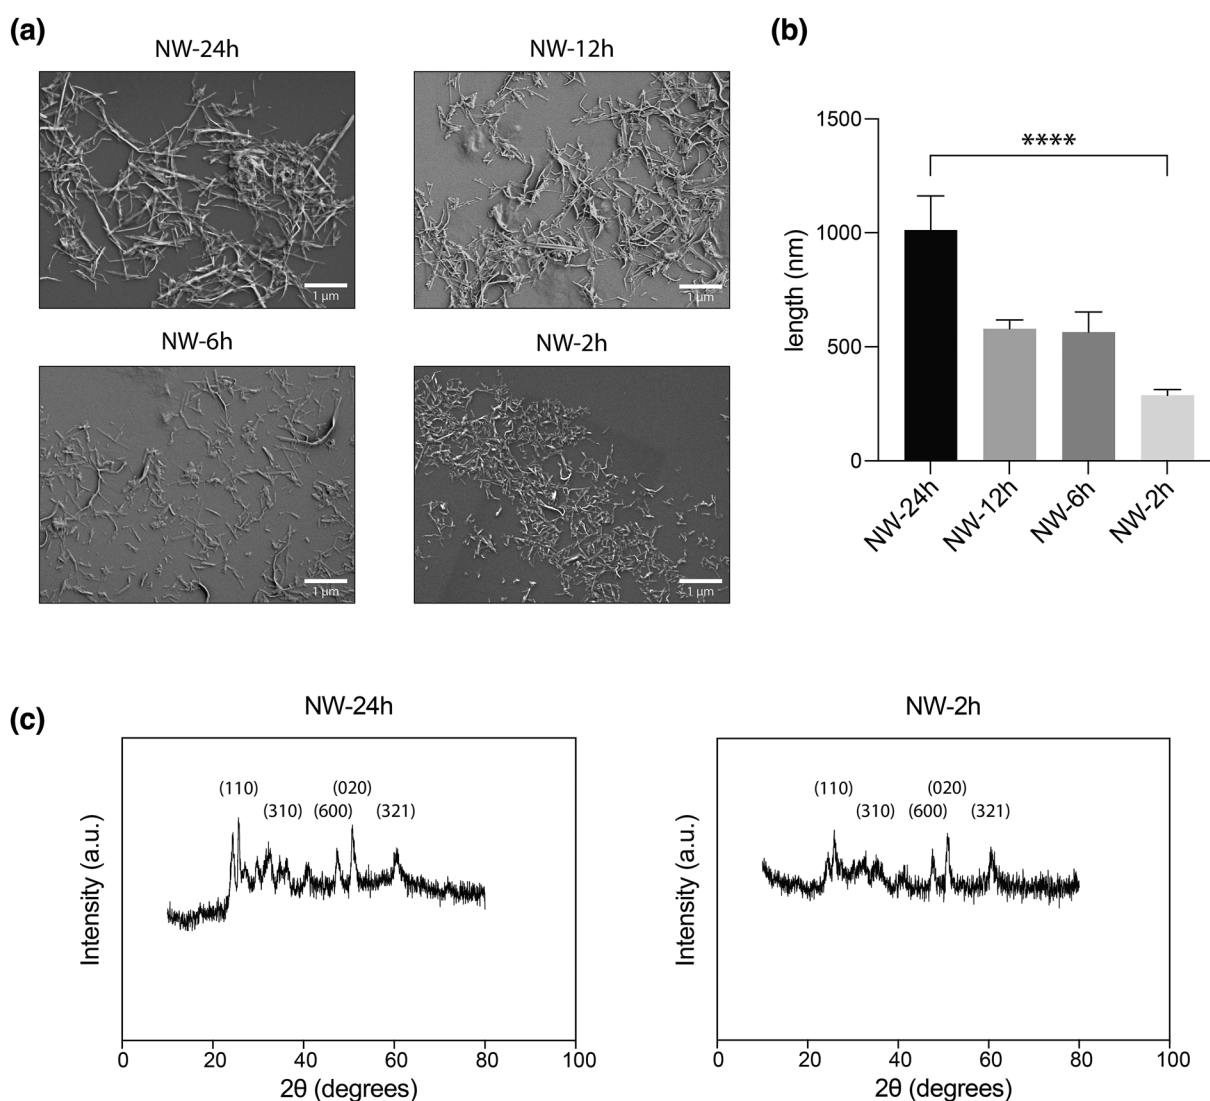 (a)
NW-24h
NW-12h
1 μm
1 μm
NW-6h
NW-2h
1 μm
1 μm
(b)
1500
1000
500
0
length (nm)
****
NW-24h
NW-12h
NW-6h
NW-2h
(c)
NW-24h
Intensity (a.u.)
(110)
(020)
(310)
(600)
(321)
0
20
40
60
80
100
2θ (degrees)
NW-2h
Intensity (a.u.)
(110)
(020)
(310)
(600)
(321)
0
20
40
60
80
100
2θ (degrees)